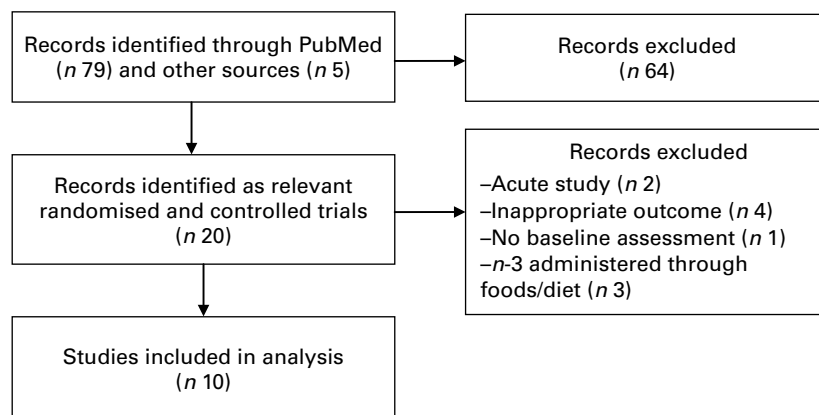 Records identified through PubMed
(n 79) and other sources (n 5)
Records excluded
(n 64)
Records identified as relevant
randomised and controlled trials
(n 20)
Records excluded
–Acute study (n 2)
–Inappropriate outcome (n 4)
–No baseline assessment (n 1)
–n-3 administered through
foods/diet (n 3)
Studies included in analysis
(n 10)